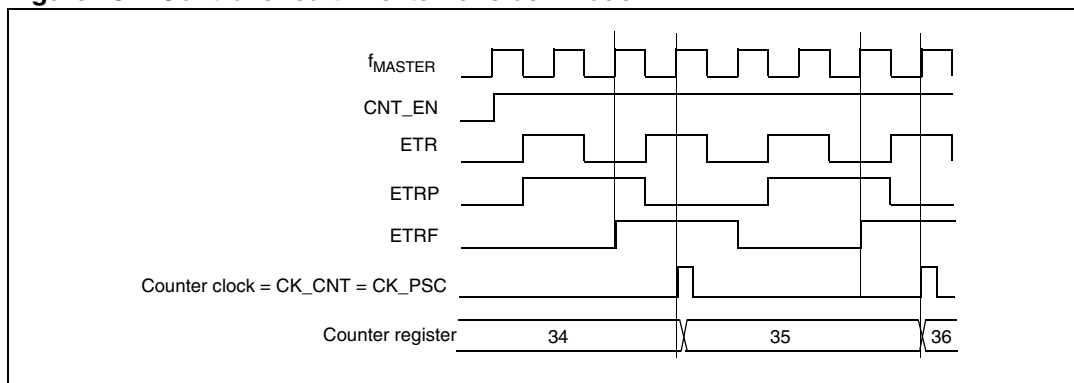 fMASTER
CNT_EN
ETR
ETRP
ETRF
Counter clock = CK_CNT = CK_PSC
Counter register 34 35 36